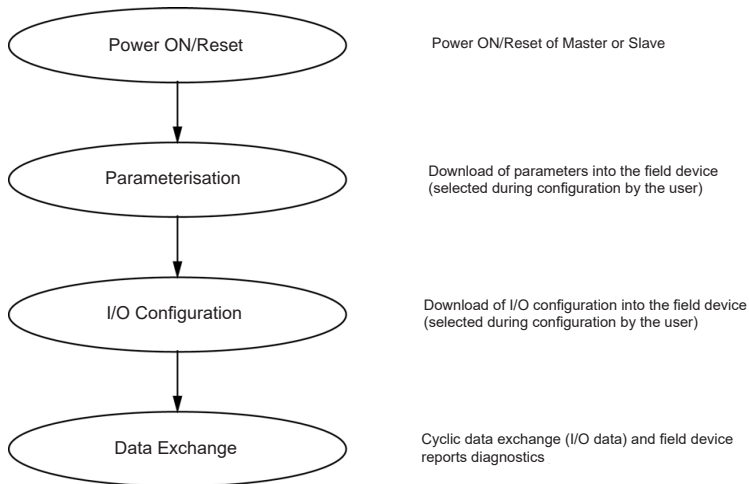 Power ON/Reset
Power ON/Reset of Master or Slave
Parameterisation
Download of parameters into the field device
(selected during configuration by the user)
I/O Configuration
Download of I/O configuration into the field device
(selected during configuration by the user)
Data Exchange
Cyclic data exchange (I/O data) and field device
reports diagnostics